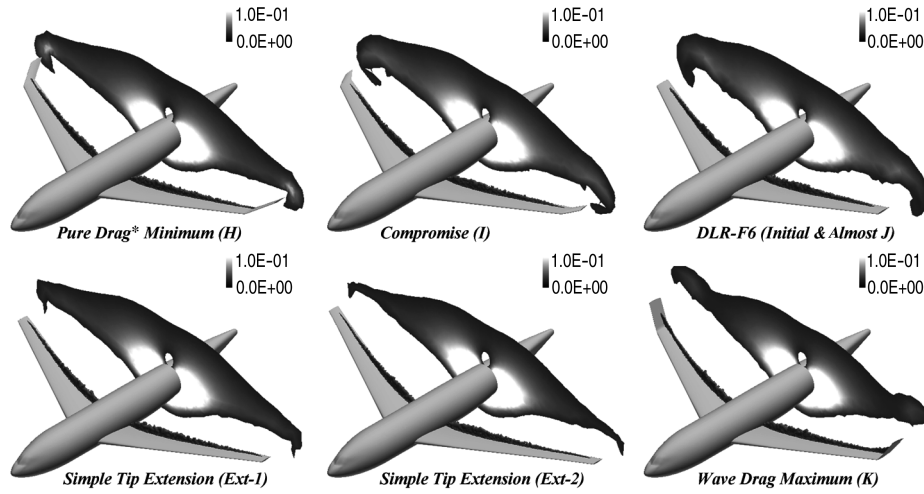 1.0E-01
0.0E+00
Pure Drag* Minimum (H)
1.0E-01
0.0E+00
Compromise (I)
1.0E-01
0.0E+00
DLR-F6 (Initial & Almost J)
1.0E-01
0.0E+00
Simple Tip Extension (Ext-1)
1.0E-01
0.0E+00
Simple Tip Extension (Ext-2)
1.0E-01
0.0E+00
Wave Drag Maximum (K)